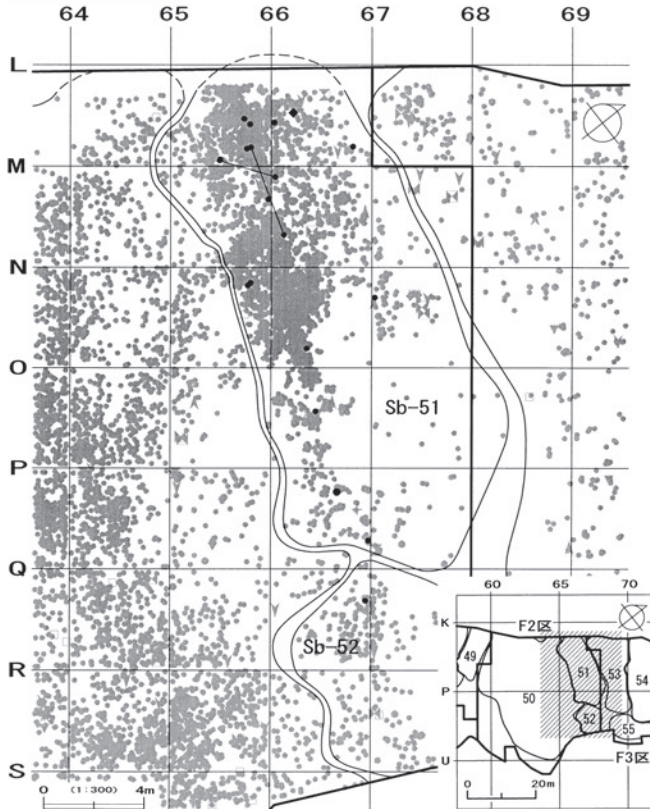 64 65 66 67 68 69
L
M
N
O
Sb-51
P
Q
Sb-52
R
S
0 (1:300) 4m
60 65 70
K F2区
49 51 53 54
P 50
52 55
U F3区
0 20m